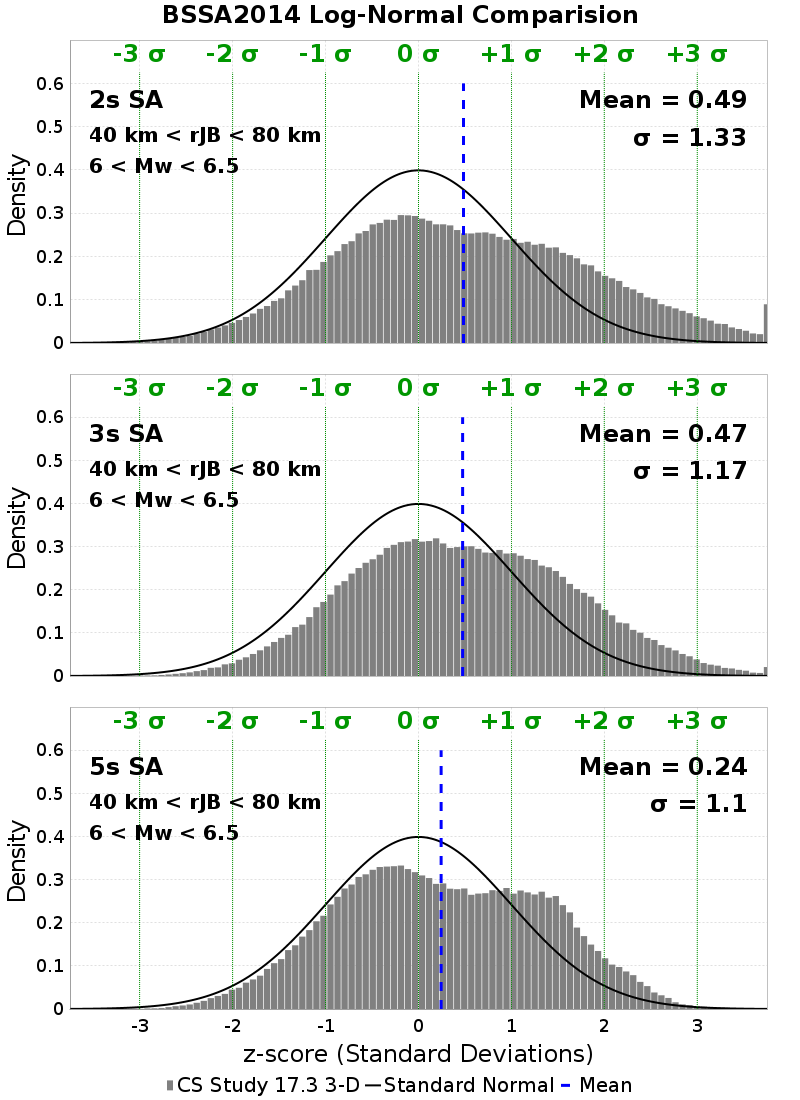 BSSA2014 Log-Normal Comparision
-3 σ -2 σ -1 σ 0 σ +1 σ +2 σ +3 σ
0.6
2s SA Mean = 0.49
0.5
40 km < rJB < 80 km σ = 1.33
6 < Mw < 6.5
0.4
0.3
0.2
0.1
0
Density
-3 σ -2 σ -1 σ 0 σ +1 σ +2 σ +3 σ
0.6
3s SA Mean = 0.47
0.5
40 km < rJB < 80 km σ = 1.17
6 < Mw < 6.5
0.4
0.3
0.2
0.1
0
Density
-3 σ -2 σ -1 σ 0 σ +1 σ +2 σ +3 σ
0.6
5s SA Mean = 0.24
0.5
40 km < rJB < 80 km σ = 1.1
6 < Mw < 6.5
0.4
0.3
0.2
0.1
0
Density
-3 -2 -1 0 1 2 3
z-score (Standard Deviations)
CS Study 17.3 3-D Standard Normal Mean